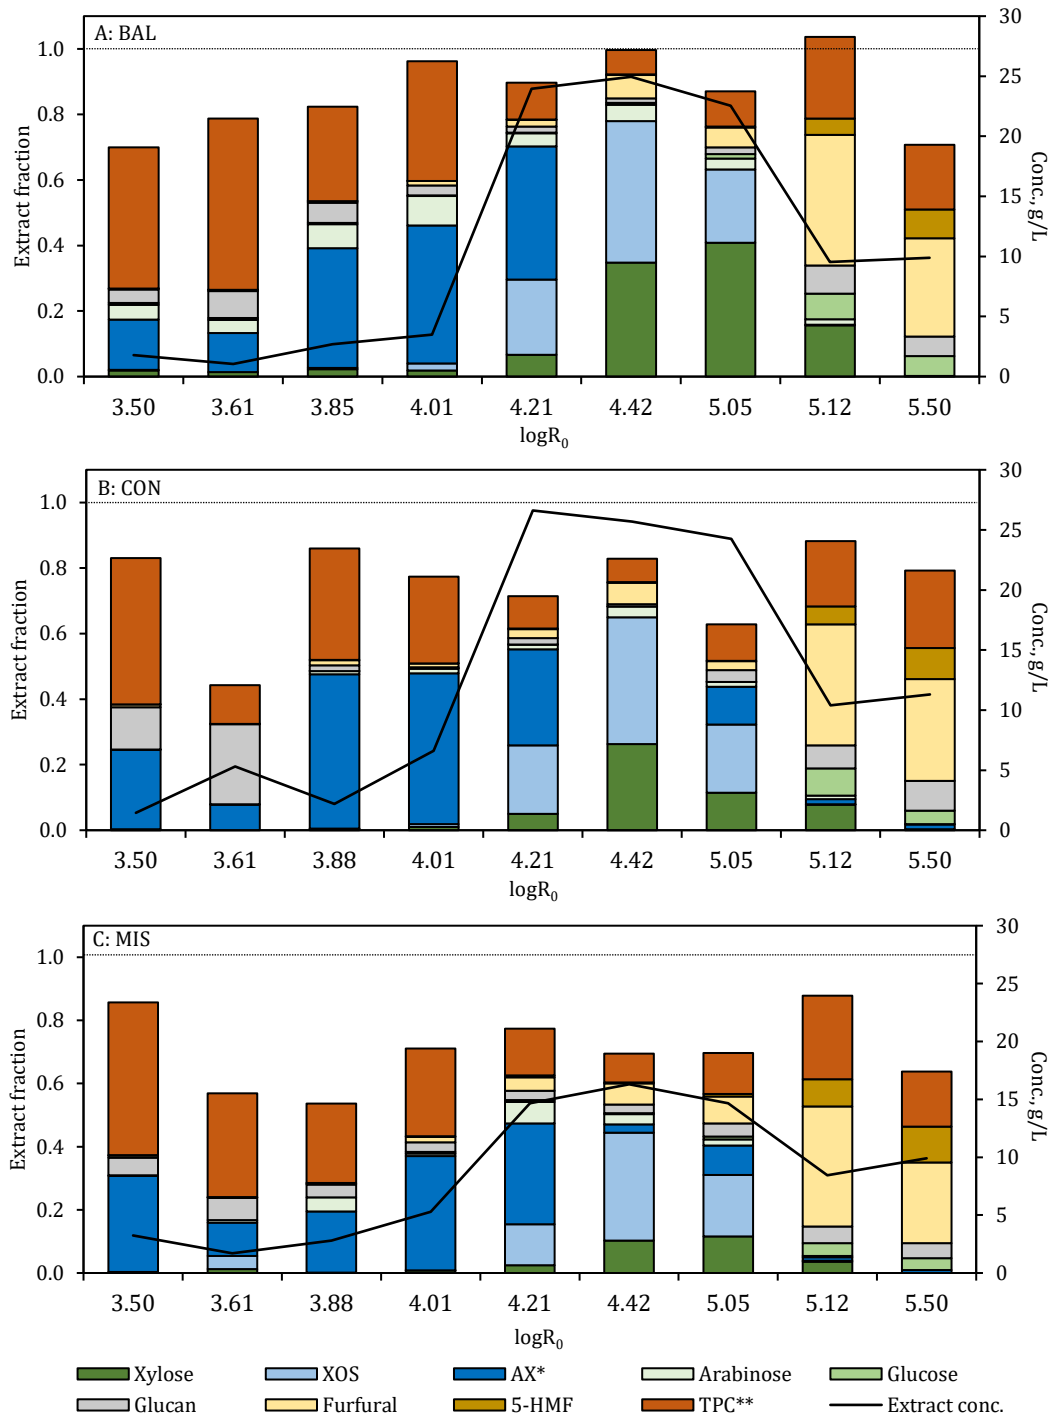 A: BAL
1.0
0.8
0.6
0.4
0.2
0.0
Extract fraction
30
25
20
15
10
5
0
Conc., g/L
3.50 3.61 3.85 4.01 4.21 4.42 5.05 5.12 5.50
logR0
B: CON
1.0
0.8
0.6
0.4
0.2
0.0
Extract fraction
30
25
20
15
10
5
0
Conc., g/L
3.50 3.61 3.88 4.01 4.21 4.42 5.05 5.12 5.50
logR0
C: MIS
1.0
0.8
0.6
0.4
0.2
0.0
Extract fraction
30
25
20
15
10
5
0
Conc., g/L
3.50 3.61 3.88 4.01 4.21 4.42 5.05 5.12 5.50
logR0
Xylose XOS AX* Arabinose Glucose
Glucan Furfural 5-HMF TPC** Extract conc.